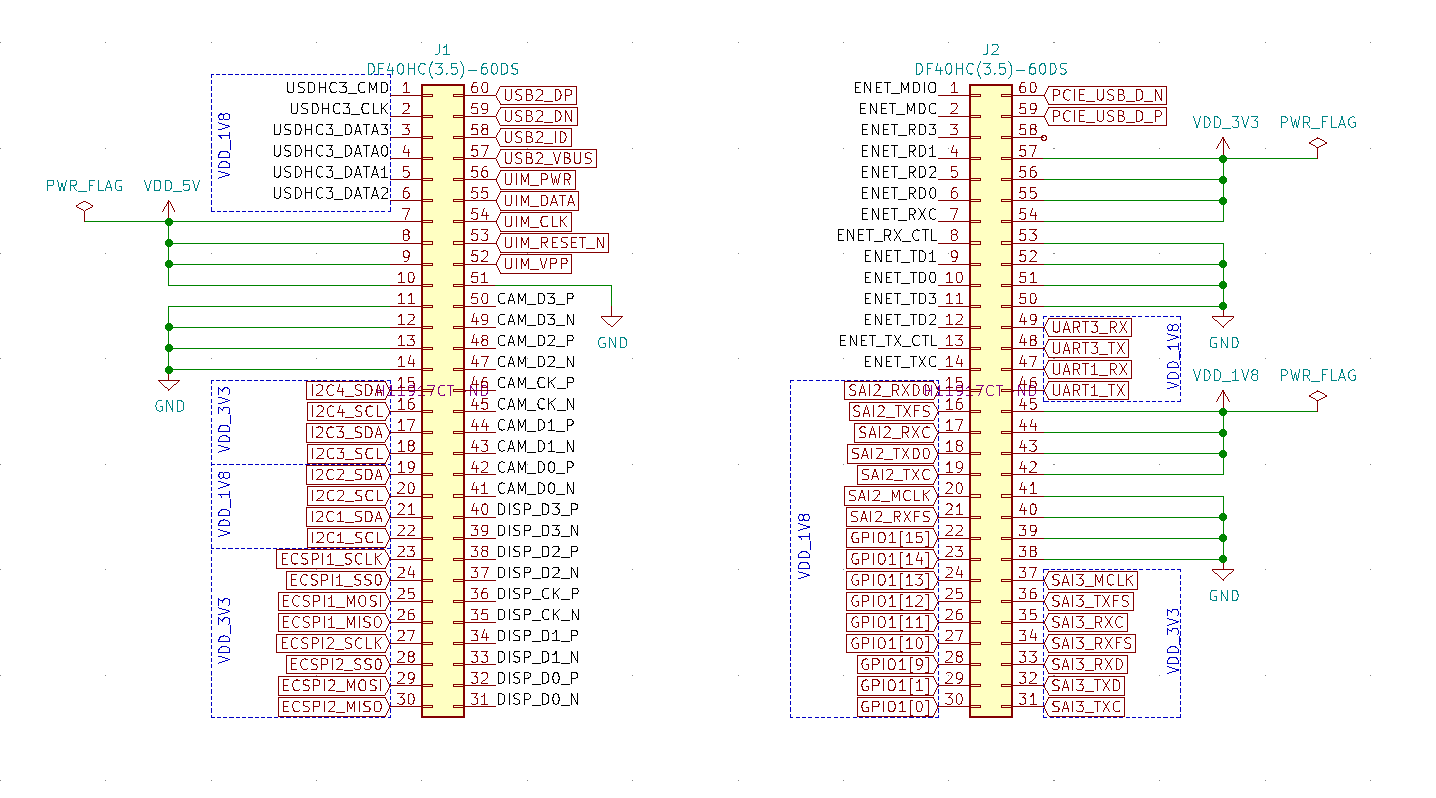 J1
DF40HC(3.5)-60DS
USDHC3_CMD 1 60 USB2_DP
USDHC3_CLK 2 59 USB2_DN
USDHC3_DATA3 3 58 USB2_ID
USDHC3_DATA0 4 57 USB2_VBUS
USDHC3_DATA1 5 56 UIM_PWR
USDHC3_DATA2 6 55 UIM_DATA
VDD_1V8
PWR_FLAG VDD_5V
7 54 UIM_CLK
8 53 UIM_RESET_N
9 52 UIM_VPP
10 51
11 50 CAM_D3_P
12 49 CAM_D3_N
13 48 CAM_D2_P
14 47 CAM_D2_N
GND
GND
I2C4_SDA 15 46 CAM_CK_P
I2C4_SCL 16 45 CAM_CK_N
I2C3_SDA 17 44 CAM_D1_P
I2C3_SCL 18 43 CAM_D1_N
VDD_3V3
I2C2_SDA 19 42 CAM_D0_P
I2C2_SCL 20 41 CAM_D0_N
I2C1_SDA 21 40 DISP_D3_P
I2C1_SCL 22 39 DISP_D3_N
VDD_1V8
ECSPI1_SCLK 23 38 DISP_D2_P
ECSPI1_SS0 24 37 DISP_D2_N
ECSPI1_MOSI 25 36 DISP_CK_P
ECSPI1_MISO 26 35 DISP_CK_N
ECSPI2_SCLK 27 34 DISP_D1_P
ECSPI2_SS0 28 33 DISP_D1_N
ECSPI2_MOSI 29 32 DISP_D0_P
ECSPI2_MISO 30 31 DISP_D0_N
VDD_3V3
J2
DF40HC(3.5)-60DS
ENET_MDIO 1 60 PCIE_USB_D_N
ENET_MDC 2 59 PCIE_USB_D_P
ENET_RD3 3 58
ENET_RD1 4 57
ENET_RD2 5 56
ENET_RD0 6 55
ENET_RXC 7 54
VDD_3V3 PWR_FLAG
ENET_RX_CTL 8 53
ENET_TD1 9 52
ENET_TD0 10 51
ENET_TD3 11 50
GND
ENET_TD2 12 49 UART3_RX
ENET_TX_CTL 13 48 UART3_TX
ENET_TXC 14 47 UART1_RX
SAI2_RXD0 15 46 UART1_TX
VDD_1V8
VDD_1V8 PWR_FLAG
SAI2_TXFS 16 45
SAI2_RXC 17 44
SAI2_TXD0 18 43
SAI2_TXC 19 42
SAI2_MCLK 20 41
SAI2_RXFS 21 40
GPIO1[15] 22 39
GPIO1[14] 23 38
GND
GPIO1[13] 24 37 SAI3_MCLK
GPIO1[12] 25 36 SAI3_TXFS
GPIO1[11] 26 35 SAI3_RXC
GPIO1[10] 27 34 SAI3_RXFS
GPIO1[9] 28 33 SAI3_RXD
GPIO1[1] 29 32 SAI3_TXD
GPIO1[0] 30 31 SAI3_TXC
VDD_1V8
VDD_3V3